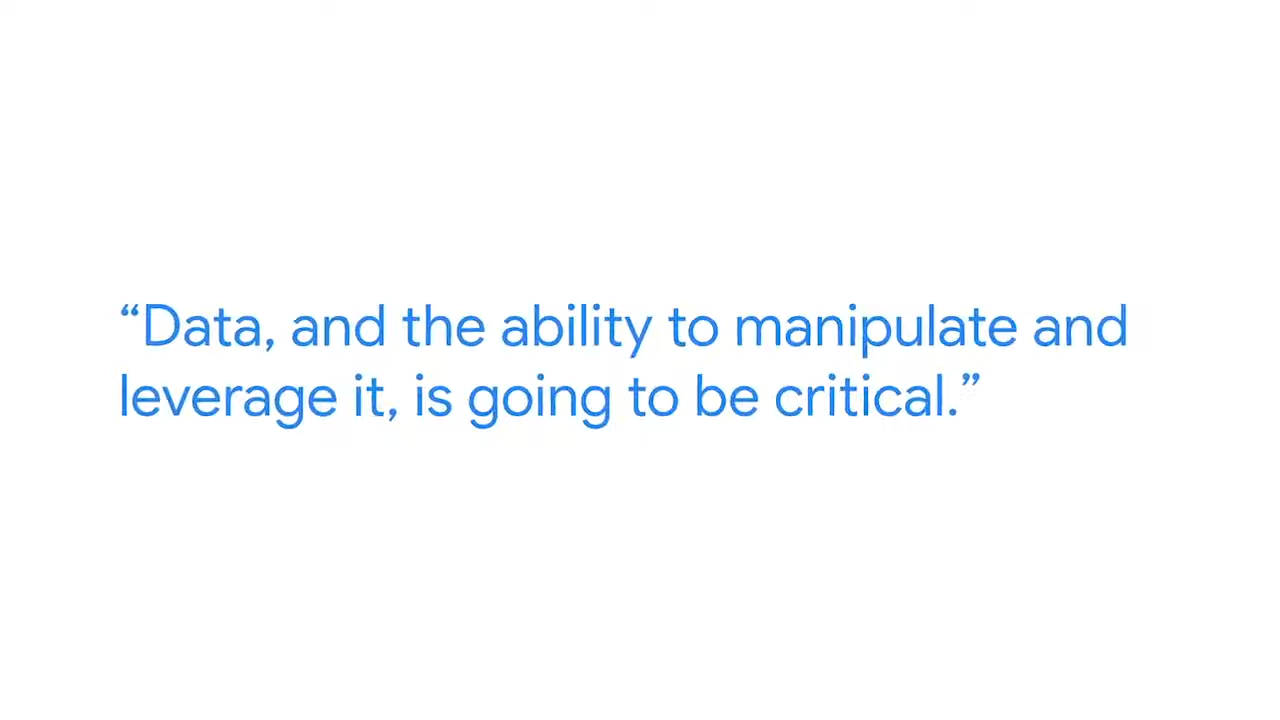 “Data, and the ability to manipulate and
leverage it, is going to be critical.”